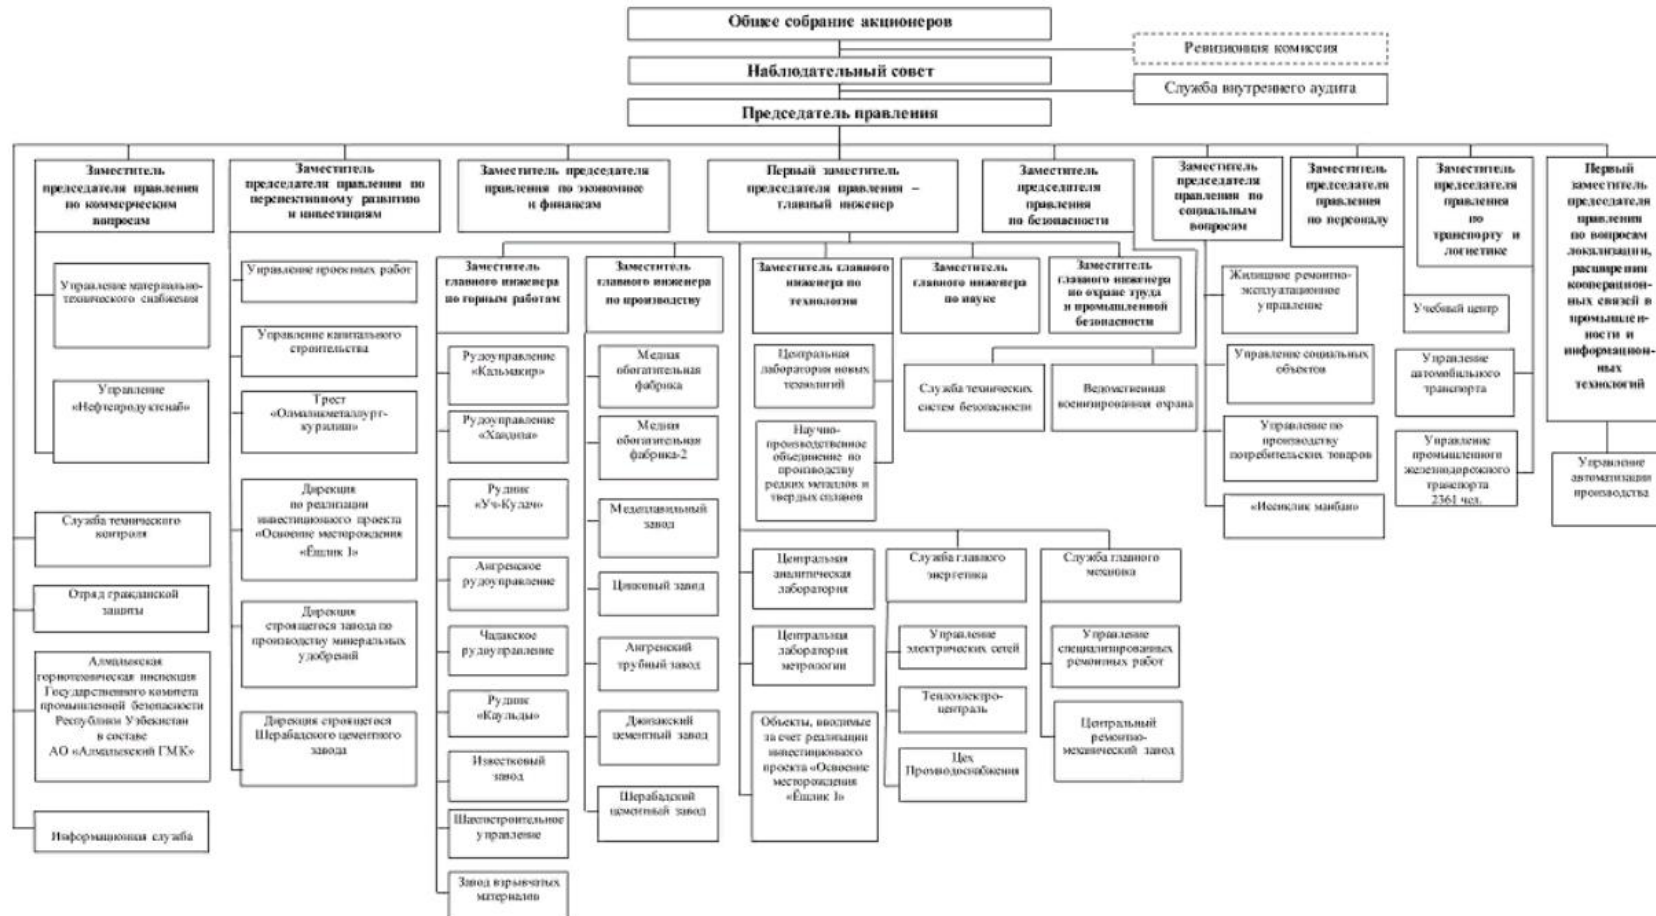 Общее собрание акционеров
Ревизионная комиссия
Наблюдательный совет
Служба внутреннего аудита
Председатель правления
Заместитель
председателя правления
по коммерческим
вопросам
Заместитель
председателя правления по
перспективному развитию
и инвестициям
Заместитель председателя
правления по экономике
и финансам
Первый заместитель
председателя правления –
главный инженер
Заместитель
председателя
правления
по безопасности
Заместитель
председателя
правления по
социальным
вопросам
Заместитель
председателя
правления
по персоналу
Заместитель
председателя
правления
по
транспорту и
логистике
Первый
заместитель
председателя
правления
по вопросам
локализации,
расширения
кооперацион-
ных связей в
промышлен-
ности и
информацион-
ных
технологий
Управление материально-
технического снабжения
Управление
«Нефтепродуктснаб»
Служба технического
контроля
Отряд гражданской
защиты
Алмалыкская
горнотехническая инспекция
Государственного комитета
промышленной безопасности
Республики Узбекистан
в составе
АО «Алмалыкский ГМК»
Информационная служба
Управление проектных работ
Управление капитального
строительства
Трест
«Олмаликметаллург-
курилиш»
Дирекция
по реализации
инвестиционного проекта
«Освоение месторождения
«Ёшлик I»
Дирекция
строящегося завода по
производству минеральных
удобрений
Дирекция строящегося
Шерабадского цементного
завода
Заместитель
главного инженера
по горным работам
Рудоуправление
«Кальмакир»
Рудоуправление
«Хандиза»
Рудник
«Уч-Кулач»
Ангренское
рудоуправление
Чадакское
рудоуправление
Рудник
«Каульды»
Известковый
завод
Шахтостроительное
управление
Завод взрывчатых
материалов
Заместитель
главного инженера
по производству
Медная
обогатительная
фабрика
Медная
обогатительная
фабрика-2
Медеплавильный
завод
Цинковый завод
Ангренский
трубный завод
Джизакский
цементный завод
Шерабадский
цементный завод
Заместитель главного
инженера по
технологии
Центральная
лаборатория новых
технологий
Научно-
производственное
объединение по
производству
редких металлов и
твердых сплавов
Центральная
аналитическая
лаборатория
Центральная
лаборатория
метрологии
Объекты, вводимые
за счет реализации
инвестиционного
проекта «Освоение
месторождения
«Ёшлик I»
Заместитель
главного инженера
по науке
Заместитель
главного инженера
по охране труда
и промышленной
безопасности
Служба технических
систем безопасности
Ведомственная
военизированная охрана
Служба главного
энергетика
Управление
электрических сетей
Теплоэлектро-
централь
Цех
Промводоснабжения
Служба главного
механика
Управление
специализированных
ремонтных работ
Центральный
ремонтно-
механический завод
Жилищное ремонтно-
эксплуатационное
управление
Управление социальных
объектов
Управление по
производству
потребительских товаров
«Иссиқлик манбаи»
Учебный центр
Управление
автомобильного
транспорта
Управление
промышленного
железнодорожного
транспорта
2361 чел.
Управление
автоматизации
производства